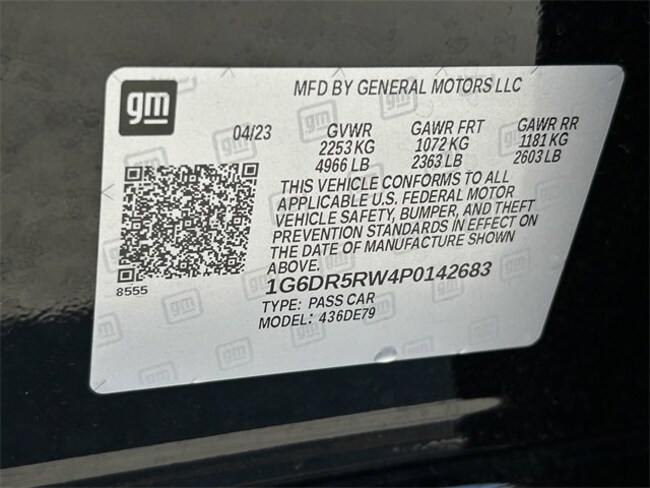 gm
MFD BY GENERAL MOTORS LLC
04/23
GVWR GAWR FRT GAWR RR
2253 KG 1072 KG 1181 KG
4966 LB 2363 LB 2603 LB
THIS VEHICLE CONFORMS TO ALL
APPLICABLE U.S. FEDERAL MOTOR
VEHICLE SAFETY, BUMPER, AND THEFT
PREVENTION STANDARDS IN EFFECT ON
THE DATE OF MANUFACTURE SHOWN
ABOVE.
8555
1G6DR5RW4P0142683
TYPE: PASS CAR
MODEL: 436DE79